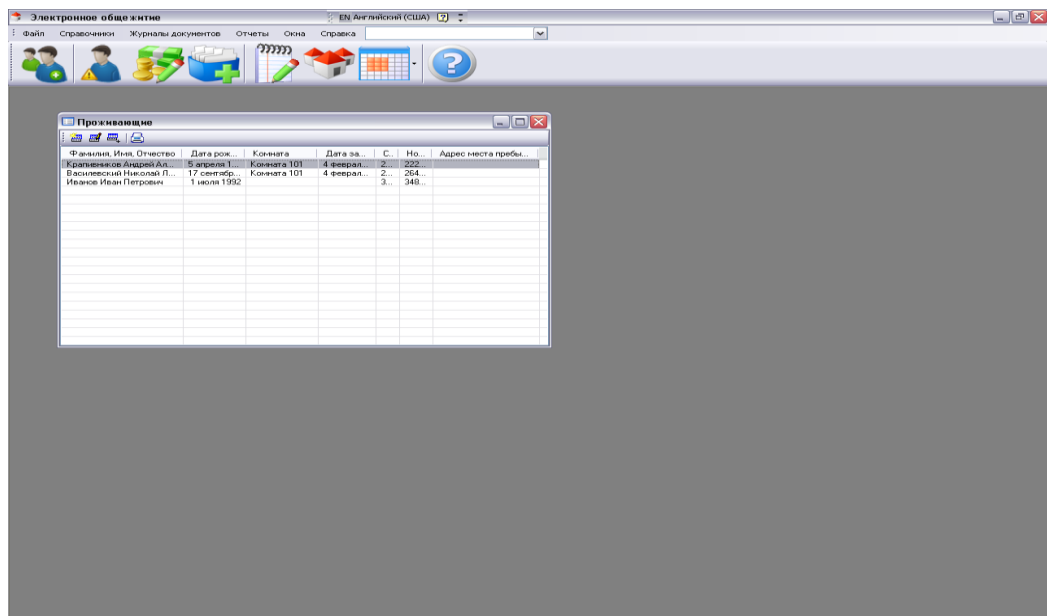 Электронное общежитие
EN Английский (США)
Файл Справочники Журналы документов Отчеты Окна Справка
Проживающие
Фамилия, Имя, Отчество Дата рож... Комната Дата за... С... Но... Адрес места пребы...
Крапивников Андрей Ал... 5 апреля 1... Комната 101 4 феврал... 2... 222...
Василевский Николай Л... 17 сентябр... Комната 101 4 феврал... 2... 264...
Иванов Иван Петрович 1 июля 1992 3... 348...